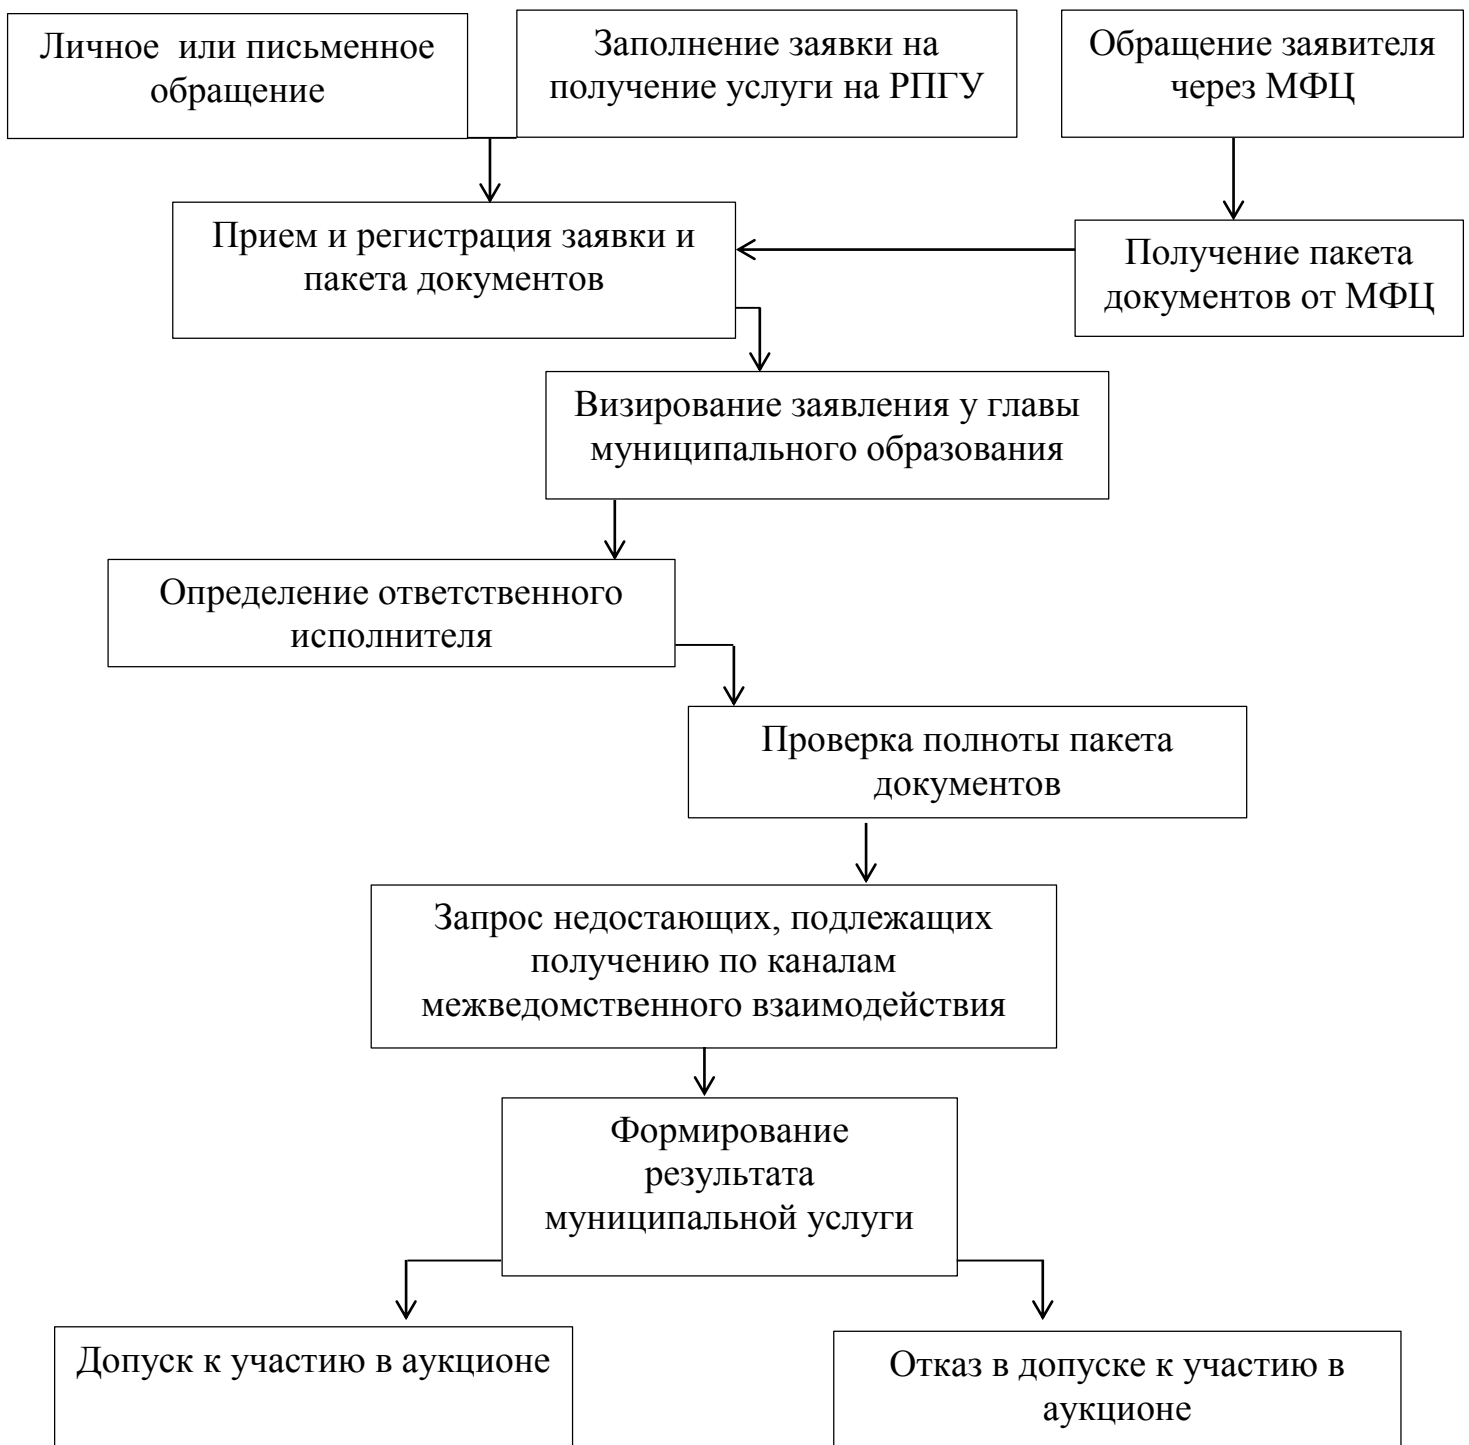 Личное или письменное
обращение
Заполнение заявки на
получение услуги на РПГУ
Обращение заявителя
через МФЦ
Прием и регистрация заявки и
пакета документов
Получение пакета
документов от МФЦ
Визирование заявления у главы
муниципального образования
Определение ответственного
исполнителя
Проверка полноты пакета
документов
Запрос недостающих, подлежащих
получению по каналам
межведомственного взаимодействия
Формирование
результата
муниципальной услуги
Допуск к участию в аукционе
Отказ в допуске к участию в
аукционе